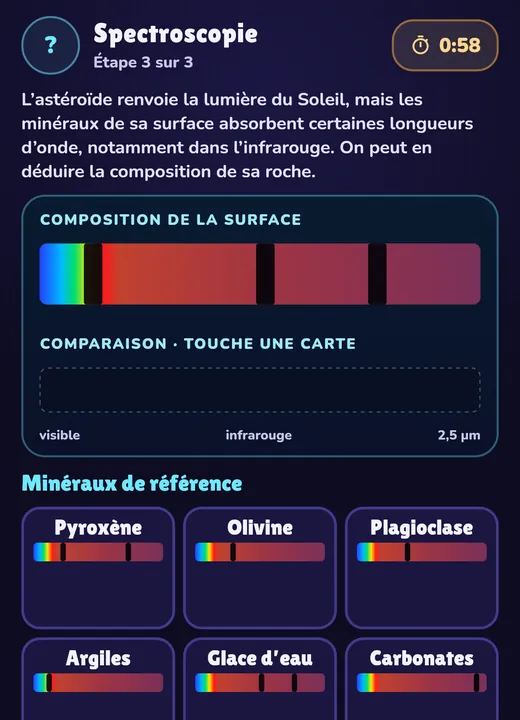 ?
Spectroscopie
Étape 3 sur 3
0:58
L’astéroïde renvoie la lumière du Soleil, mais les
minéraux de sa surface absorbent certaines longueurs
d’onde, notamment dans l’infrarouge. On peut en
déduire la composition de sa roche.
COMPOSITION DE LA SURFACE
COMPARAISON · TOUCHE UNE CARTE
visible infrarouge 2,5 µm
Minéraux de référence
Pyroxène Olivine Plagioclase
Argiles Glace d’eau Carbonates